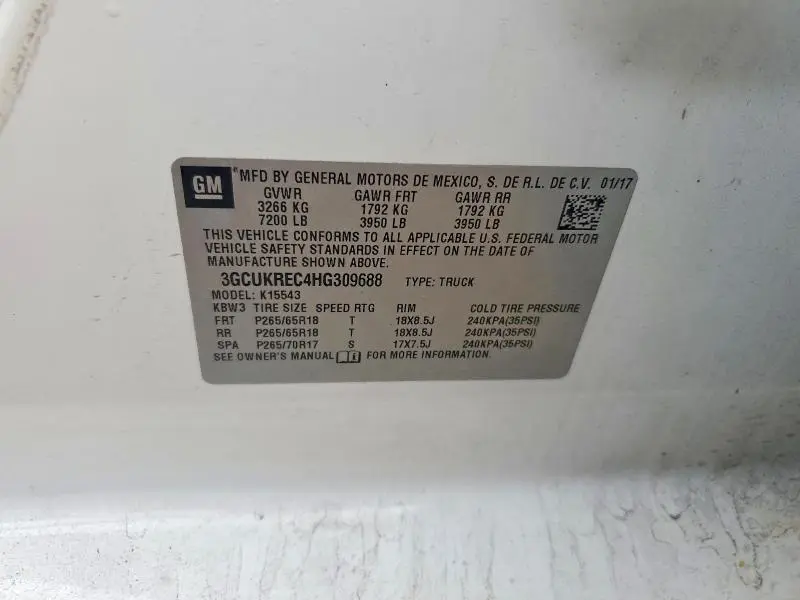 GM
MFD BY GENERAL MOTORS DE MEXICO, S. DE R.L. DE C.V. 01/17
GVWR GAWR FRT GAWR RR
3266 KG 1792 KG 1792 KG
7200 LB 3950 LB 3950 LB
THIS VEHICLE CONFORMS TO ALL APPLICABLE U.S. FEDERAL MOTOR
VEHICLE SAFETY STANDARDS IN EFFECT ON THE DATE OF
MANUFACTURE SHOWN ABOVE.
3GCUKREC4HG309688 TYPE: TRUCK
MODEL: K15543
KBW3 TIRE SIZE SPEED RTG RIM COLD TIRE PRESSURE
FRT P265/65R18 T 18X8.5J 240KPA(35PSI)
RR P265/65R18 T 18X8.5J 240KPA(35PSI)
SPA P265/70R17 S 17X7.5J 240KPA(35PSI)
SEE OWNER'S MANUAL FOR MORE INFORMATION.